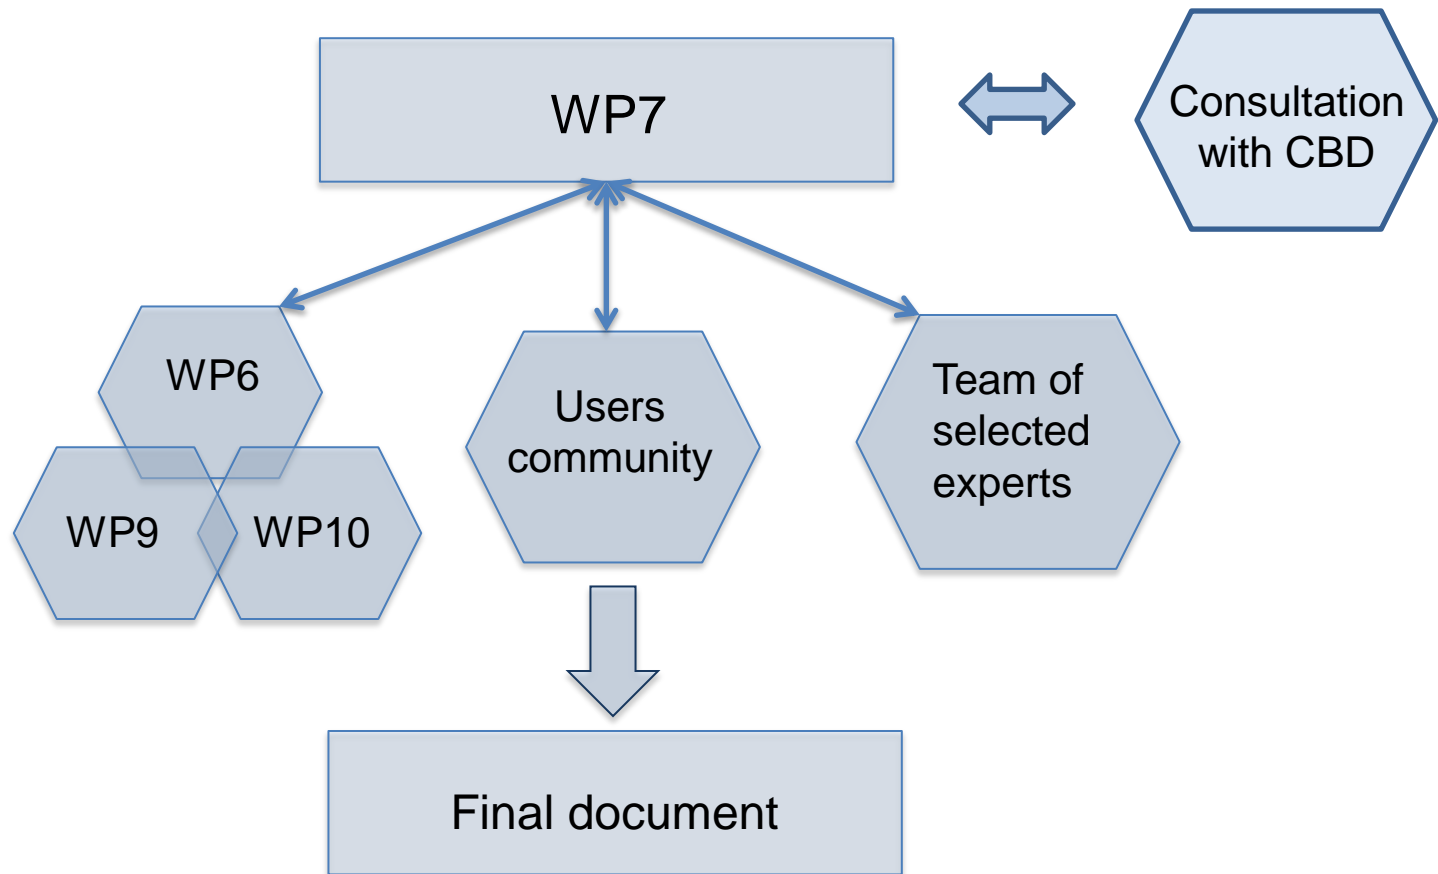 WP7
Consultation
with CBD
WP6
WP9
WP10
Users
community
Team of
selected
experts
Final document